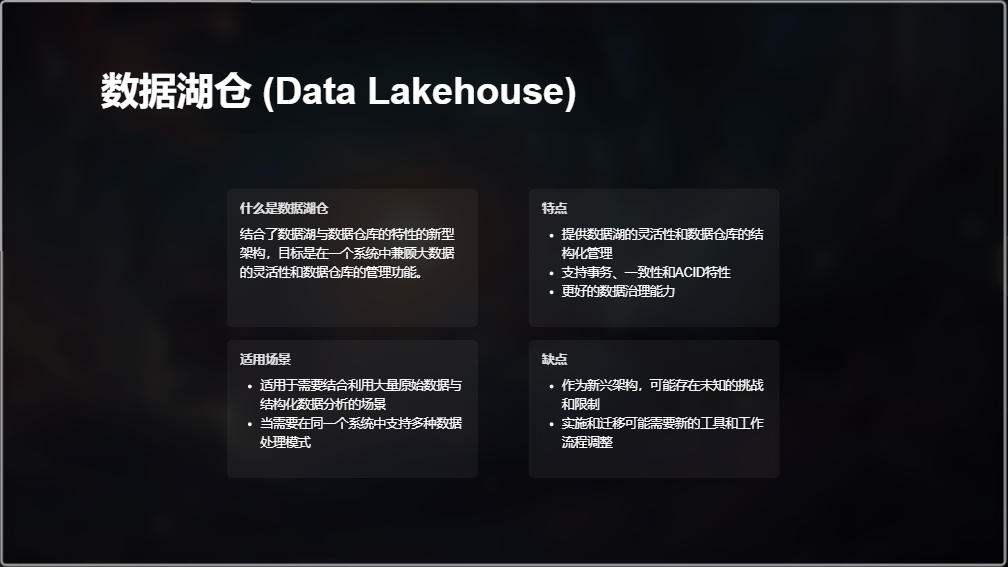 数据湖仓 (Data Lakehouse)
什么是数据湖仓
结合了数据湖与数据仓库的特性的新型
架构，目标是在一个系统中兼顾大数据
的灵活性和数据仓库的管理功能。
特点
• 提供数据湖的灵活性和数据仓库的结
构化管理
• 支持事务、一致性和ACID特性
• 更好的数据治理能力
适用场景
• 适用于需要结合利用大量原始数据与
结构化数据分析的场景
• 当需要在同一个系统中支持多种数据
处理模式
缺点
• 作为新兴架构，可能存在未知的挑战
和限制
• 实施和迁移可能需要新的工具和工作
流程调整